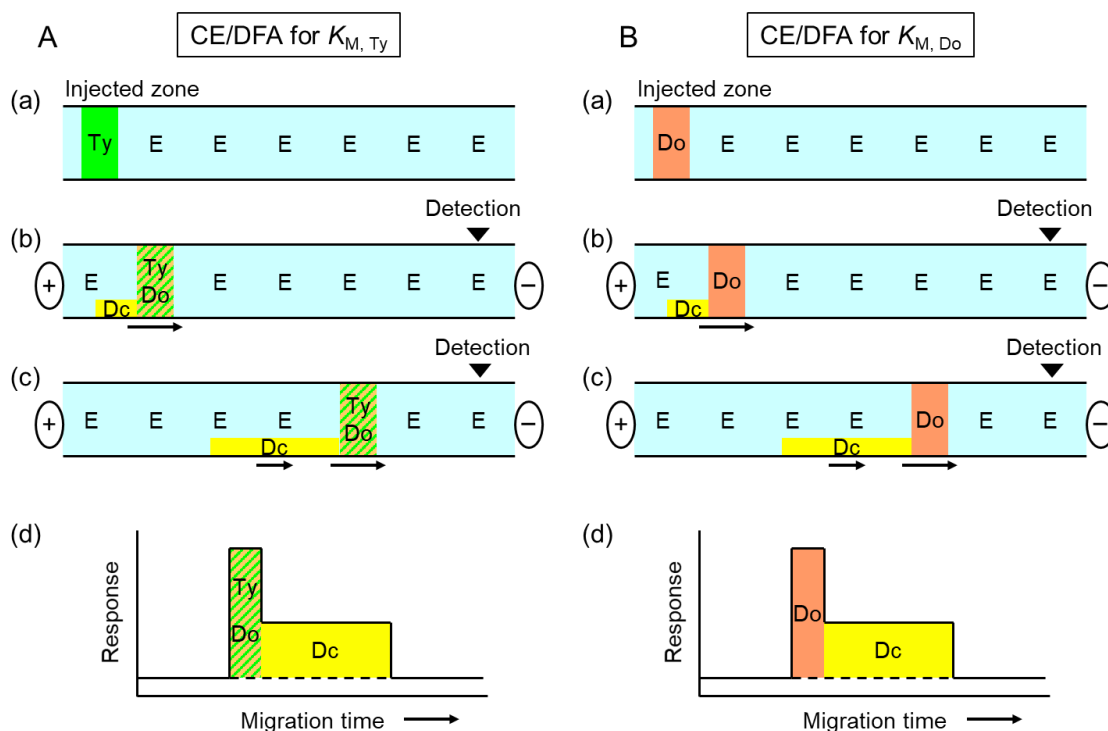 A
CE/DFA for K M, Ty
(a)
Injected zone
Ty E E E E E E
Detection
(b)
+ E Ty E E E E E −
Do
Dc
Detection
(c)
+ E E E E Ty E E −
Do
Dc
(d)
Response
Ty
Do
Dc
Migration time
B
CE/DFA for K M, Do
(a)
Injected zone
Do E E E E E E
Detection
(b)
+ E Do E E E E E −
Dc
Detection
(c)
+ E E E E Do E E −
Dc
(d)
Response
Do
Dc
Migration time